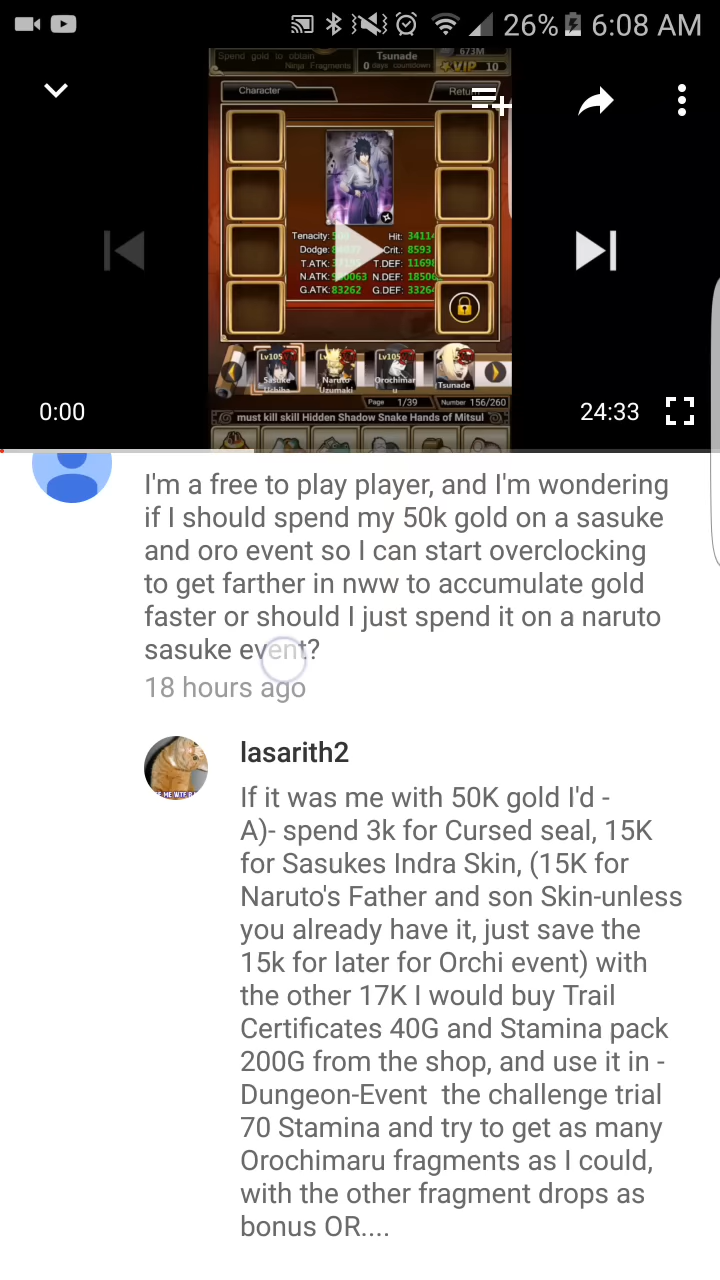 26% 6:08 AM
Spend gold to obtain
Ninja Fragments
Tsunade
0 days countdown
673M
VIP 10
Character
Return
Tenacity:
Hit: 34114
Dodge:
Crit.: 8593
T.ATK:
T.DEF: 11698
N.ATK:
N.DEF: 18506
G.ATK: 83262
G.DEF: 33264
Lv105
Sasuke
Uchiha
Naruto
Uzumaki
Lv105
Orochimar
u
Tsunade
Page 1/39
Number 156/260
0:00
24:33
must kill skill Hidden Shadow Snake Hands of Mitsul
I'm a free to play player, and I'm wondering
if I should spend my 50k gold on a sasuke
and oro event so I can start overclocking
to get farther in nww to accumulate gold
faster or should I just spend it on a naruto
sasuke event?
18 hours ago
lasarith2
If it was me with 50K gold I'd -
A)- spend 3k for Cursed seal, 15K
for Sasukes Indra Skin, (15K for
Naruto's Father and son Skin-unless
you already have it, just save the
15k for later for Orchi event) with
the other 17K I would buy Trail
Certificates 40G and Stamina pack
200G from the shop, and use it in -
Dungeon-Event the challenge trial
70 Stamina and try to get as many
Orochimaru fragments as I could,
with the other fragment drops as
bonus OR....